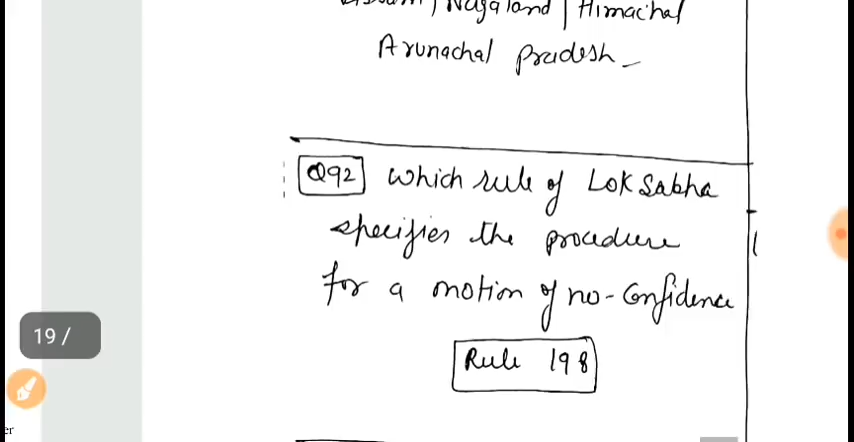 Nagaland | Himachal
Arunachal Pradesh -
Q92 which rule of Lok Sabha
specifies the procedure
for a motion of no-Confidence
Rule 198
19 /
er